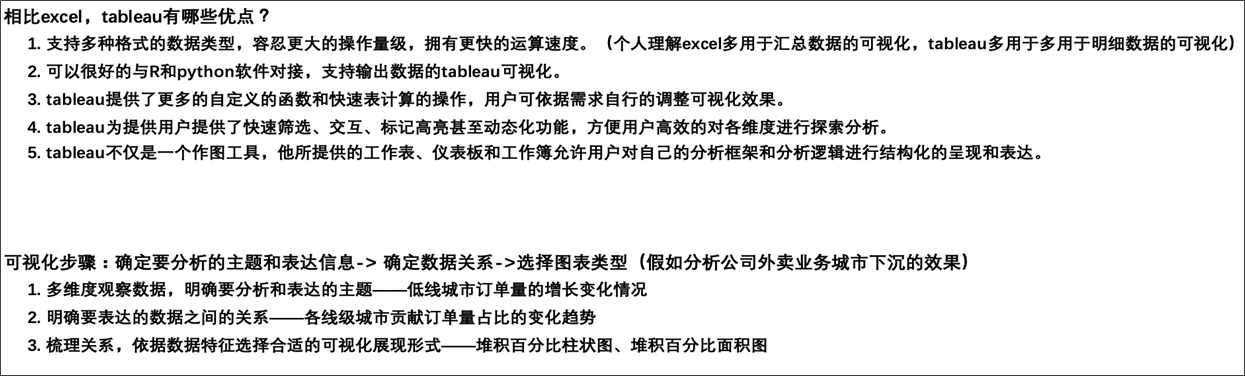 相比excel，tableau有哪些优点？
1. 支持多种格式的数据类型，容忍更大的操作量级，拥有更快的运算速度。（个人理解excel多用于汇总数据的可视化，tableau多用于多用于明细数据的可视化）
2. 可以很好的与R和python软件对接，支持输出数据的tableau可视化。
3. tableau提供了更多的自定义的函数和快速表计算的操作，用户可依据需求自行的调整可视化效果。
4. tableau为提供用户提供了快速筛选、交互、标记高亮甚至动态化功能，方便用户高效的对各维度进行探索分析。
5. tableau不仅是一个作图工具，他所提供的工作表、仪表板和工作簿允许用户对自己的分析框架和分析逻辑进行结构化的呈现和表达。
可视化步骤：确定要分析的主题和表达信息-> 确定数据关系->选择图表类型（假如分析公司外卖业务城市下沉的效果）
1. 多维度观察数据，明确要分析和表达的主题——低线城市订单量的增长变化情况
2. 明确要表达的数据之间的关系——各线级城市贡献订单量占比的变化趋势
3. 梳理关系，依据数据特征选择合适的可视化展现形式——堆积百分比柱状图、堆积百分比面积图